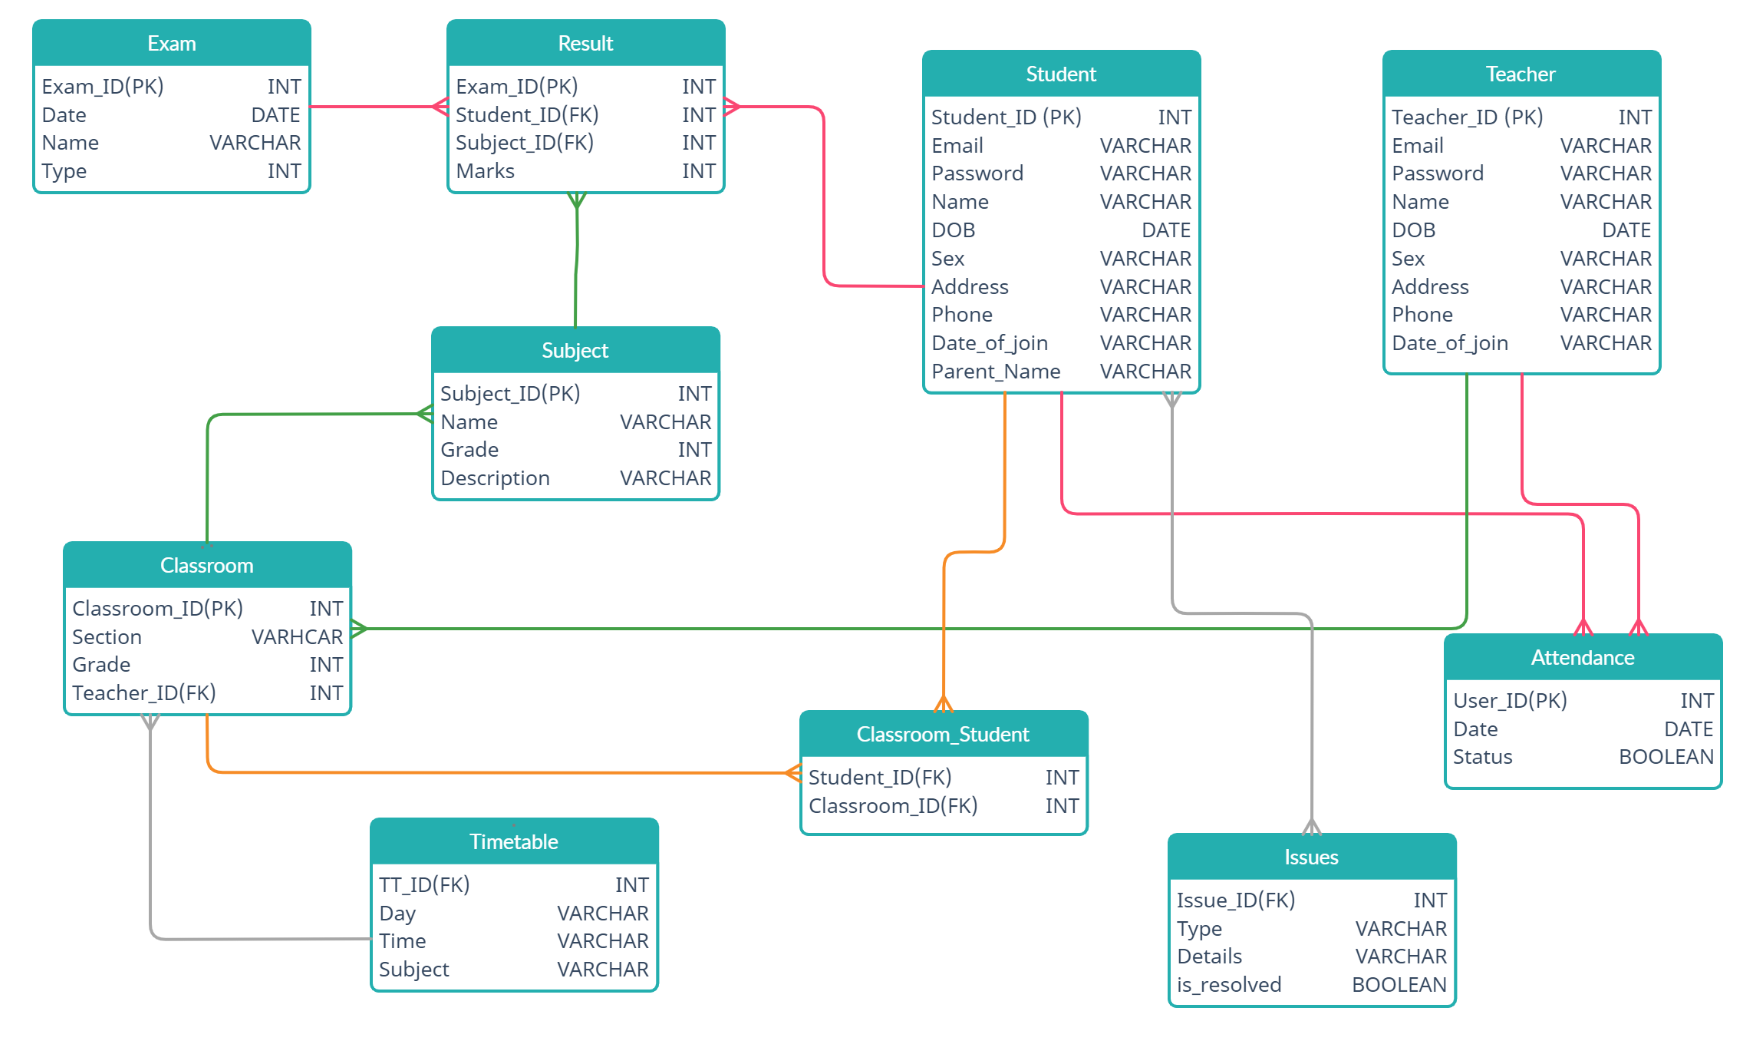 Exam
Exam_ID(PK) INT
Date DATE
Name VARCHAR
Type INT
Result
Exam_ID(PK) INT
Student_ID(FK) INT
Subject_ID(FK) INT
Marks INT
Student
Student_ID (PK) INT
Email VARCHAR
Password VARCHAR
Name VARCHAR
DOB DATE
Sex VARCHAR
Address VARCHAR
Phone VARCHAR
Date_of_join VARCHAR
Parent_Name VARCHAR
Teacher
Teacher_ID (PK) INT
Email VARCHAR
Password VARCHAR
Name VARCHAR
DOB DATE
Sex VARCHAR
Address VARCHAR
Phone VARCHAR
Date_of_join VARCHAR
Subject
Subject_ID(PK) INT
Name VARCHAR
Grade INT
Description VARCHAR
Classroom
Classroom_ID(PK) INT
Section VARHCAR
Grade INT
Teacher_ID(FK) INT
Attendance
User_ID(PK) INT
Date DATE
Status BOOLEAN
Classroom_Student
Student_ID(FK) INT
Classroom_ID(FK) INT
Timetable
TT_ID(FK) INT
Day VARCHAR
Time VARCHAR
Subject VARCHAR
Issues
Issue_ID(FK) INT
Type VARCHAR
Details VARCHAR
is_resolved BOOLEAN